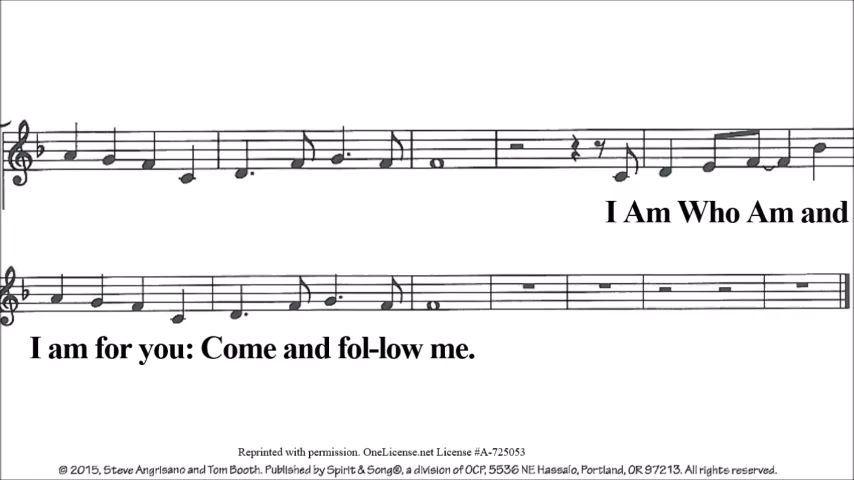 I Am Who Am and
I am for you: Come and fol-low me.
Reprinted with permission. OneLicense.net License #A-725053
© 2015, Steve Angrisano and Tom Booth. Published by Spirit & Song®, a division of OCP, 5536 NE Hassalo, Portland, OR 97213. All rights reserved.